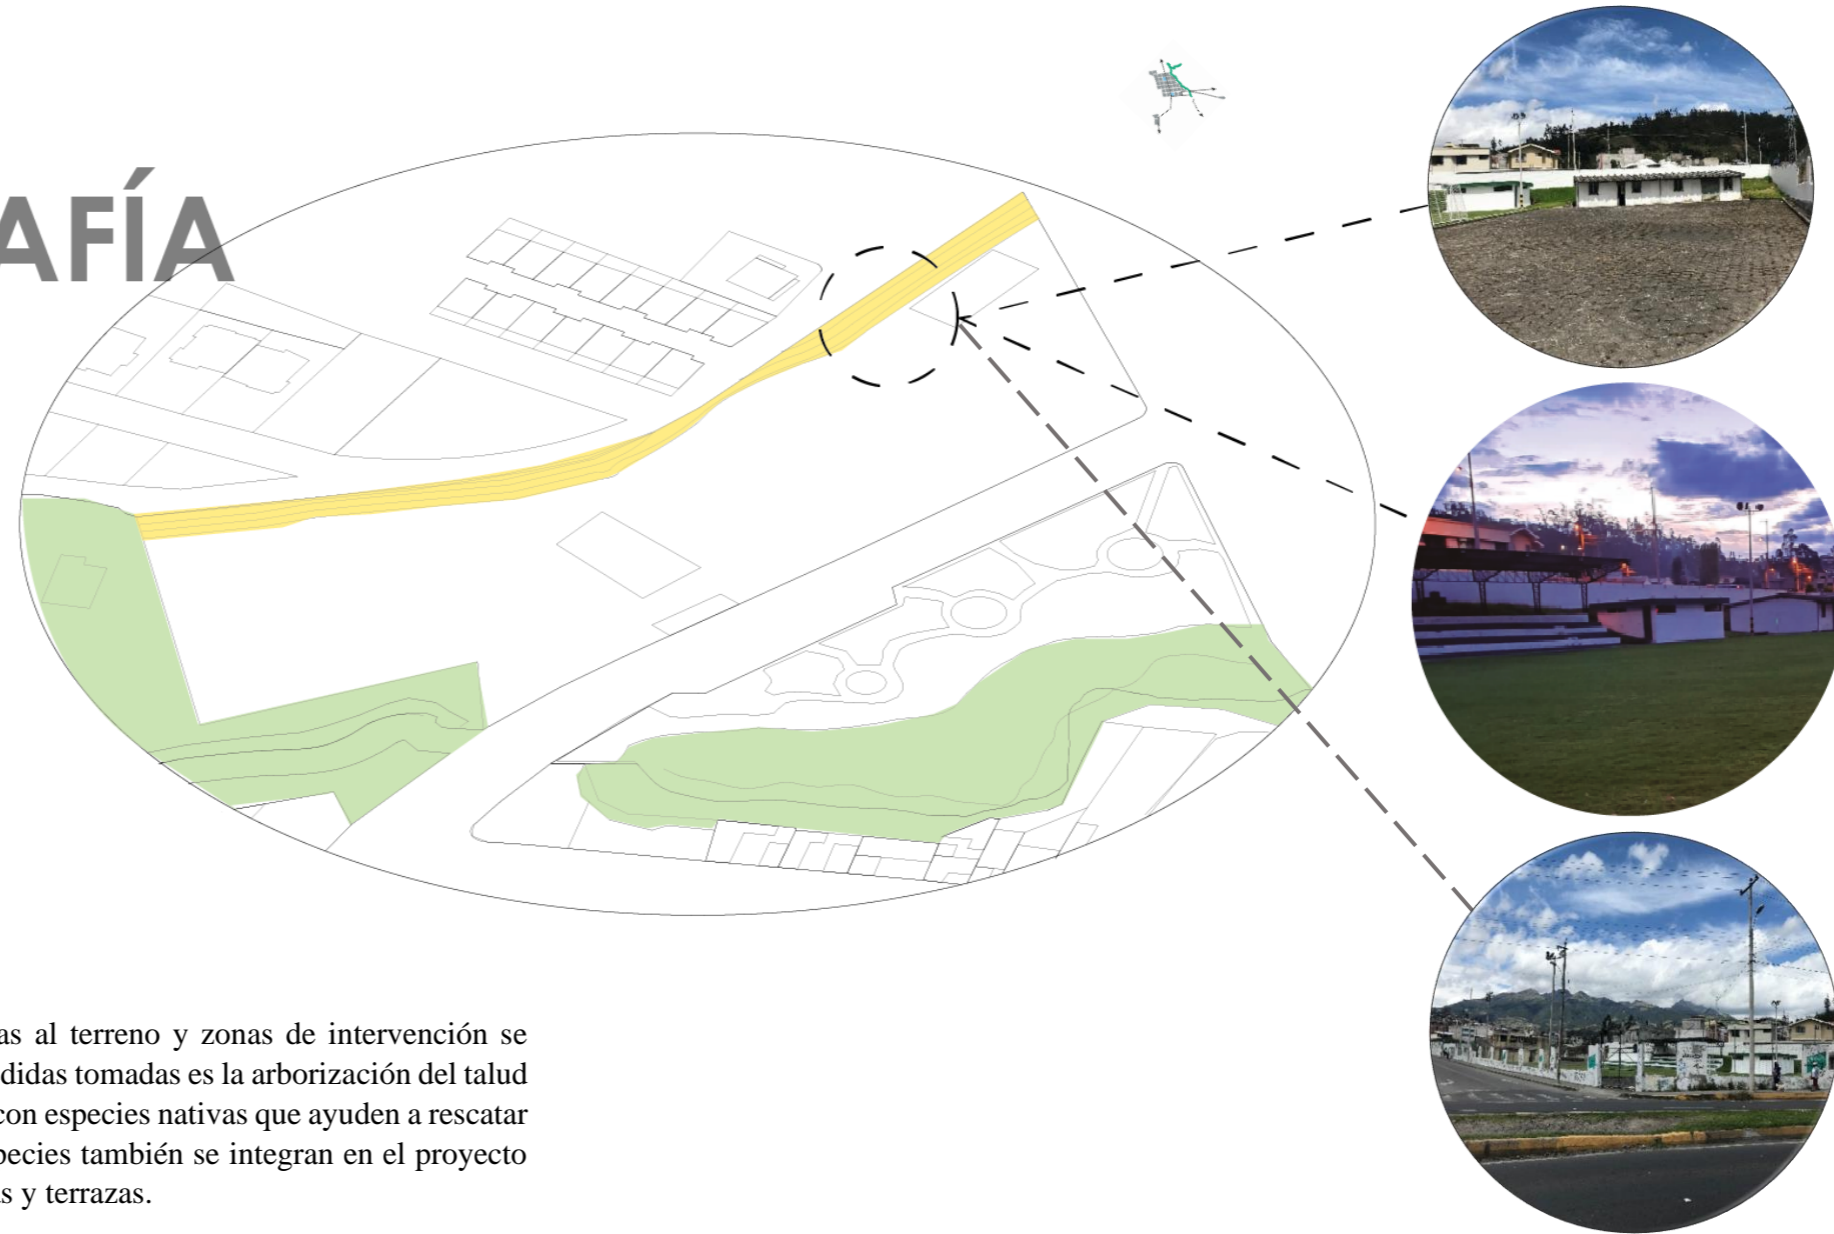 AFÍA
as al terreno y zonas de intervención se
didas tomadas es la arborización del talud
con especies nativas que ayuden a rescatar
pecies también se integran en el proyecto
as y terrazas.